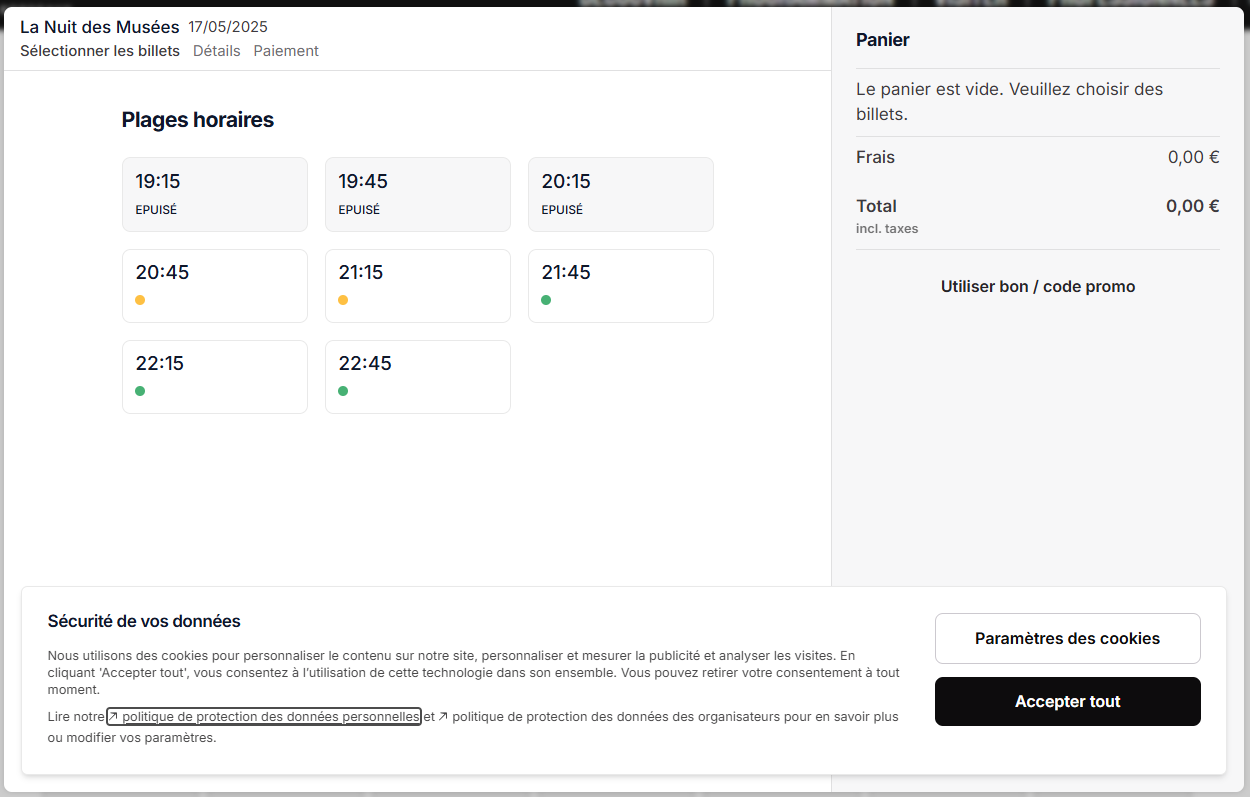 La Nuit des Musées 17/05/2025
Sélectionner les billets Détails Paiement
Plages horaires
19:15
EPUISÉ
19:45
EPUISÉ
20:15
EPUISÉ
20:45
21:15
21:45
22:15
22:45
Panier
Le panier est vide. Veuillez choisir des
billets.
Frais 0,00 €
Total 0,00 €
incl. taxes
Utiliser bon / code promo
Sécurité de vos données
Nous utilisons des cookies pour personnaliser le contenu sur notre site, personnaliser et mesurer la publicité et analyser les visites. En
cliquant 'Accepter tout', vous consentez à l'utilisation de cette technologie dans son ensemble. Vous pouvez retirer votre consentement à tout
moment.
Lire notre ↗ politique de protection des données personnelles et ↗ politique de protection des données des organisateurs pour en savoir plus
ou modifier vos paramètres.
Paramètres des cookies
Accepter tout